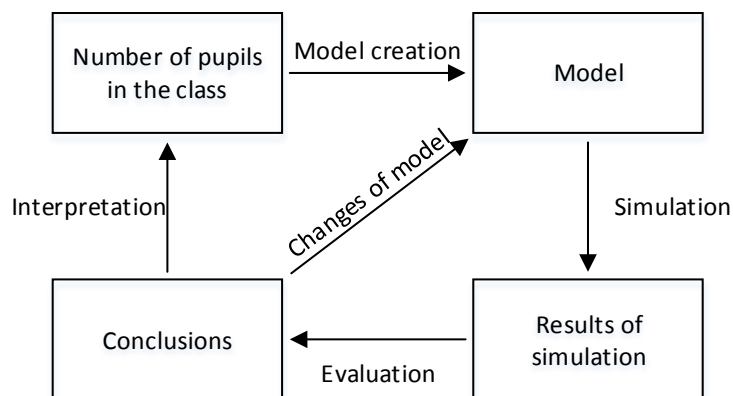 Number of pupils
in the class
Model creation
Model
Changes of model
Interpretation
Simulation
Conclusions
Evaluation
Results of
simulation